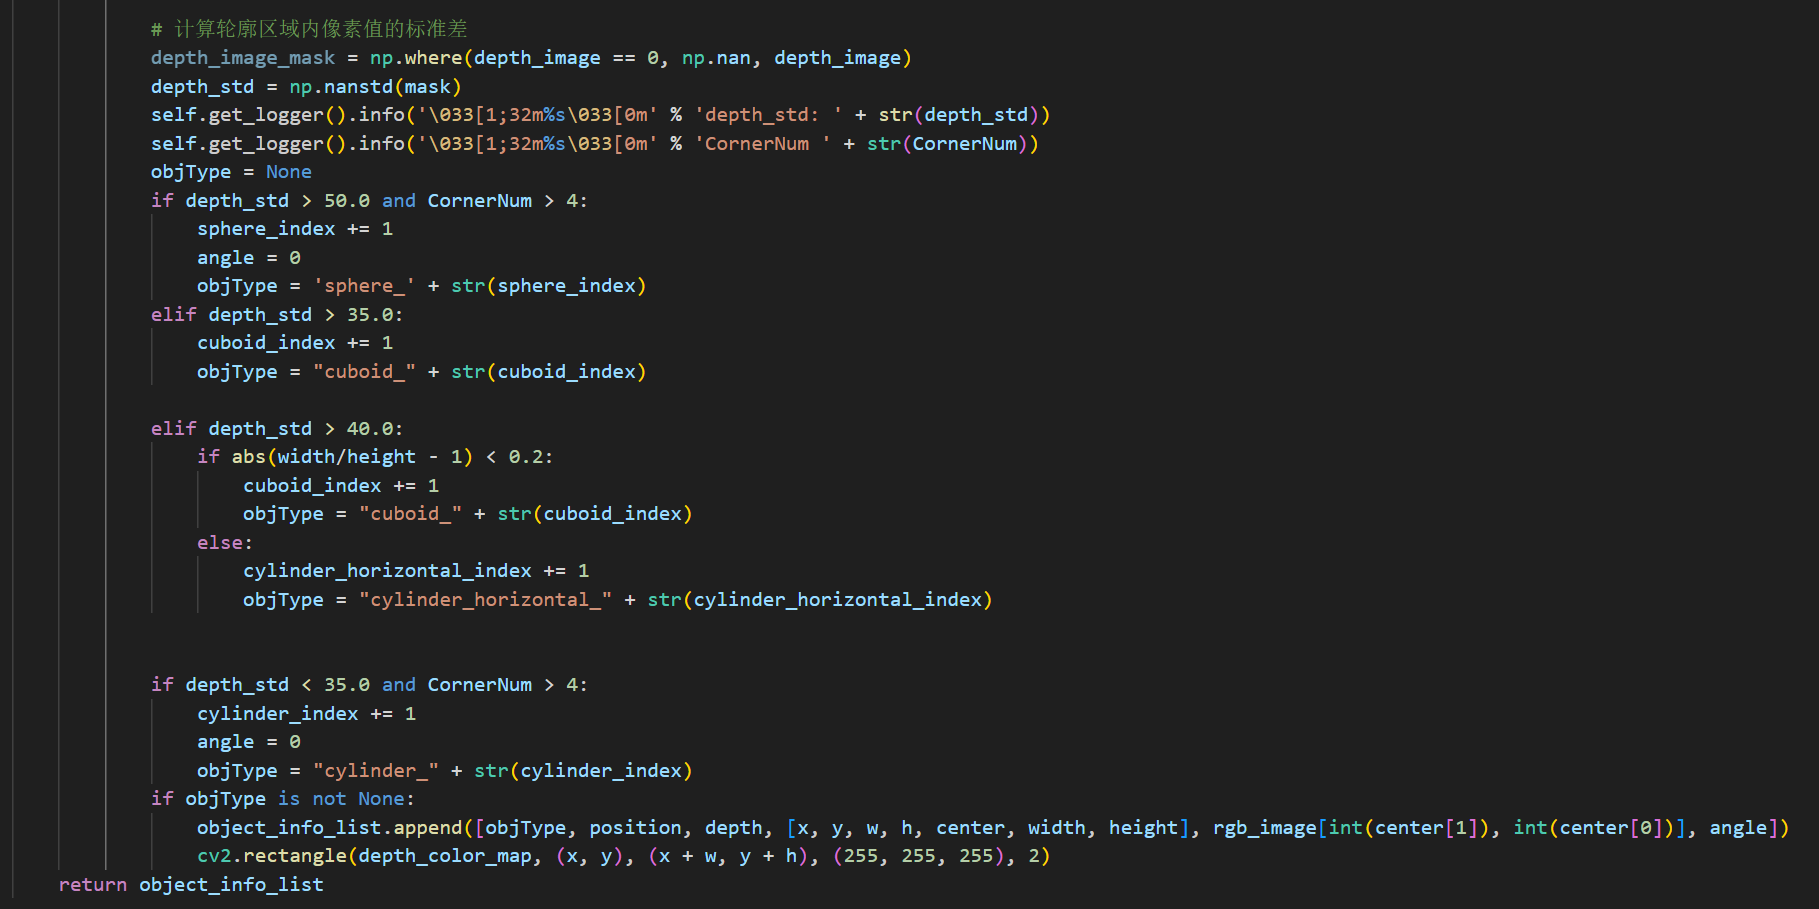 # 计算轮廓区域内像素值的标准差
depth_image_mask = np.where(depth_image == 0, np.nan, depth_image)
depth_std = np.nanstd(mask)
self.get_logger().info('\033[1;32m%s\033[0m' % 'depth_std: ' + str(depth_std))
self.get_logger().info('\033[1;32m%s\033[0m' % 'CornerNum ' + str(CornerNum))
objType = None
if depth_std > 50.0 and CornerNum > 4:
    sphere_index += 1
    angle = 0
    objType = 'sphere_' + str(sphere_index)
elif depth_std > 35.0:
    cuboid_index += 1
    objType = "cuboid_" + str(cuboid_index)
elif depth_std > 40.0:
    if abs(width/height - 1) < 0.2:
        cuboid_index += 1
        objType = "cuboid_" + str(cuboid_index)
    else:
        cylinder_horizontal_index += 1
        objType = "cylinder_horizontal_" + str(cylinder_horizontal_index)
if depth_std < 35.0 and CornerNum > 4:
    cylinder_index += 1
    angle = 0
    objType = "cylinder_" + str(cylinder_index)
if objType is not None:
    object_info_list.append([objType, position, depth, [x, y, w, h, center, width, height], rgb_image[int(center[1]), int(center[0])], angle])
    cv2.rectangle(depth_color_map, (x, y), (x + w, y + h), (255, 255, 255), 2)
return object_info_list